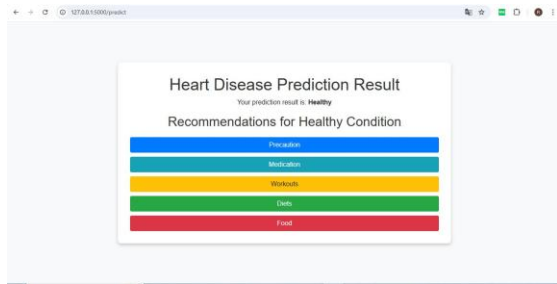 127.0.0.1:5000/predict
Heart Disease Prediction Result
Your prediction result is: Healthy
Recommendations for Healthy Condition
Precaution
Medication
Workouts
Diets
Food